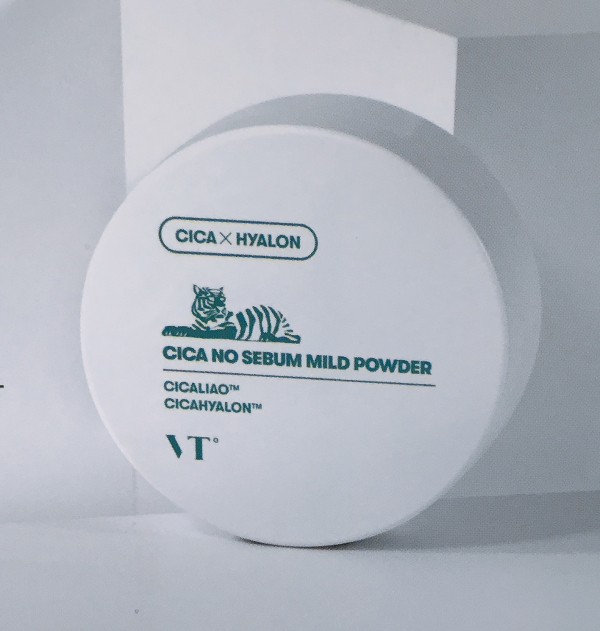 CICA × HYALON
CICA NO SEBUM MILD POWDER
CICALIAO™
CICAHYALON™
VT°